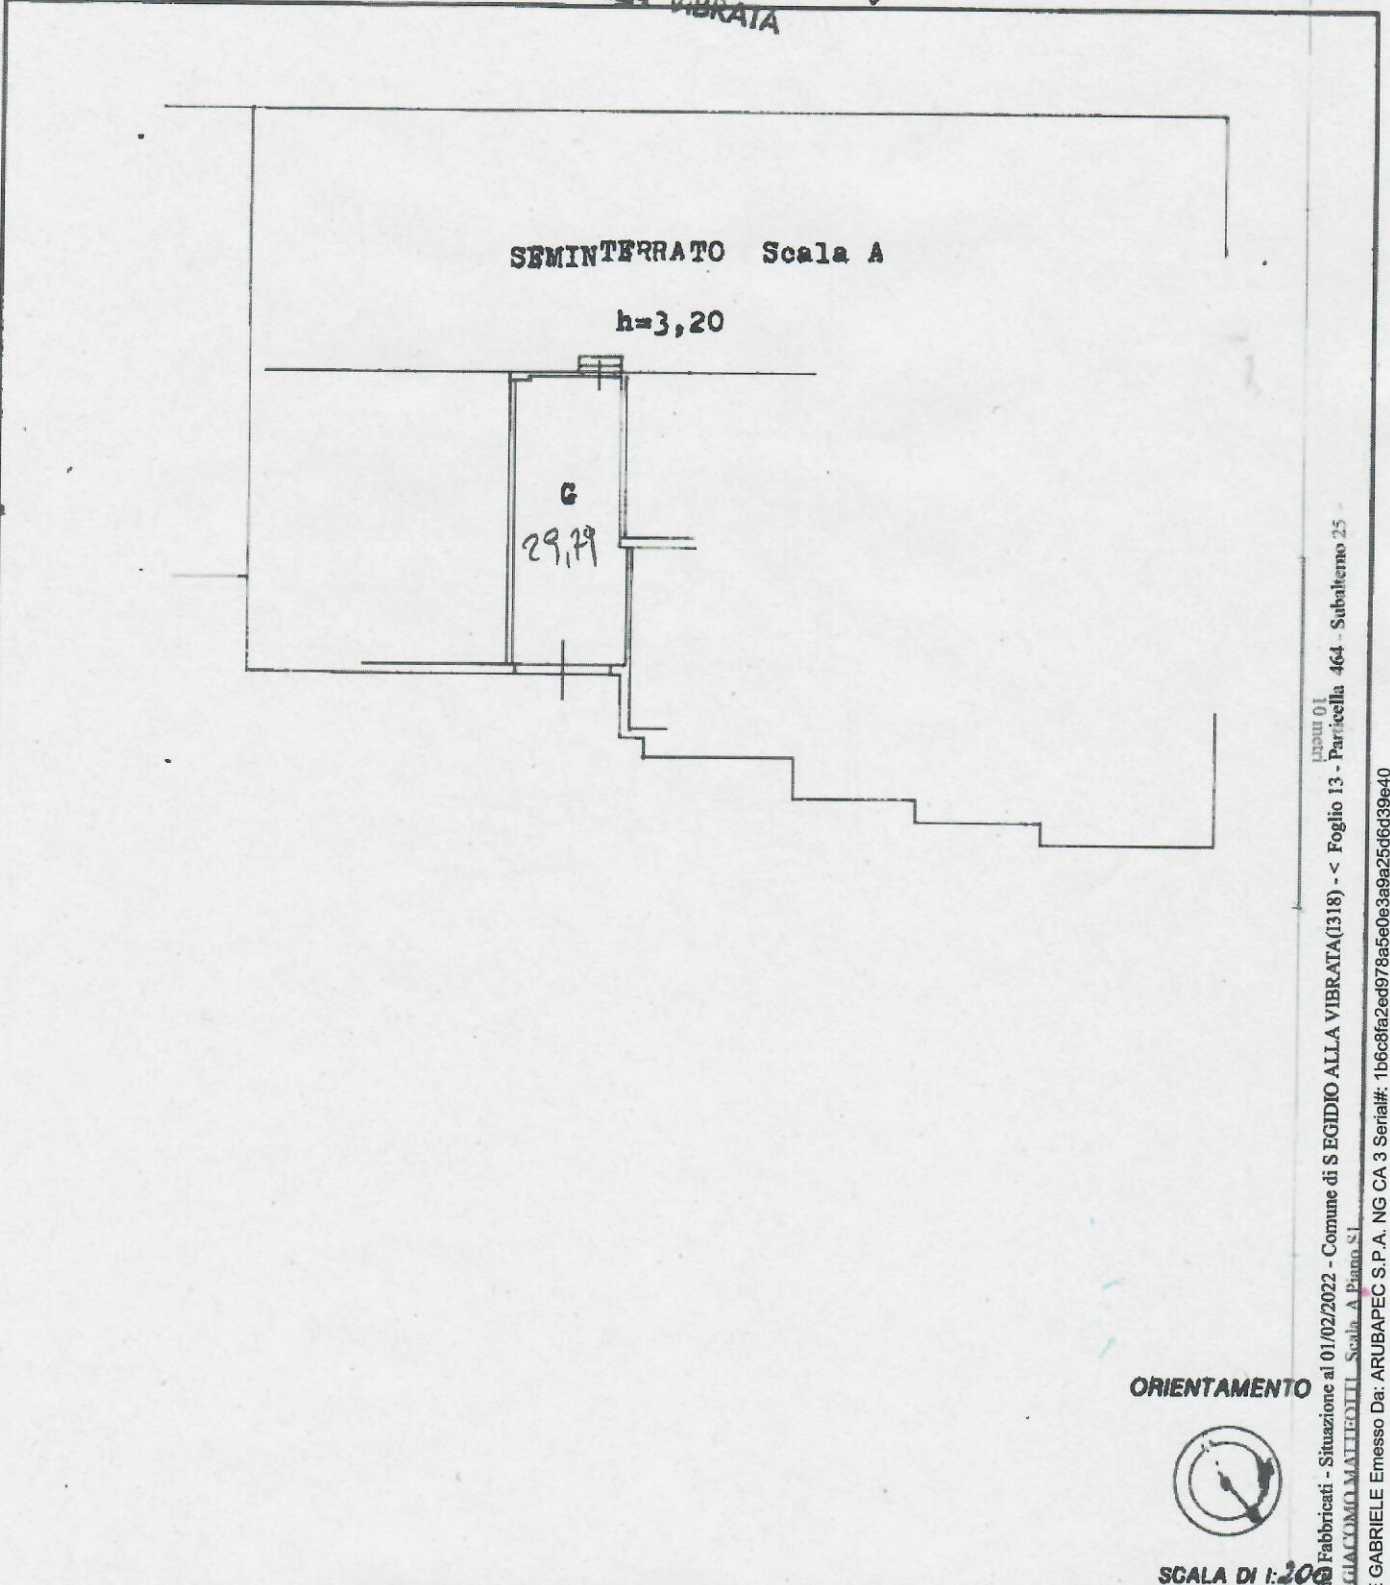 VIBRATA
SEMINTERRATO Scala A
h=3,20
G
29,79
10 metri
Fabbricati - Situazione al 01/02/2022 - Comune di S EGIDIO ALLA VIBRATA(I318) - < Foglio 13 - Particella 464 - Subalterno 25 -
GIACOMO MATTEOTTI Scala A Piano S1
GABRIELE Emesso Da: ARUBAPEC S.P.A. NG CA 3 Serial#: 1b6c8fa2ed978a5e0e3a9a25d6d39e40
ORIENTAMENTO
SCALA DI 1:200